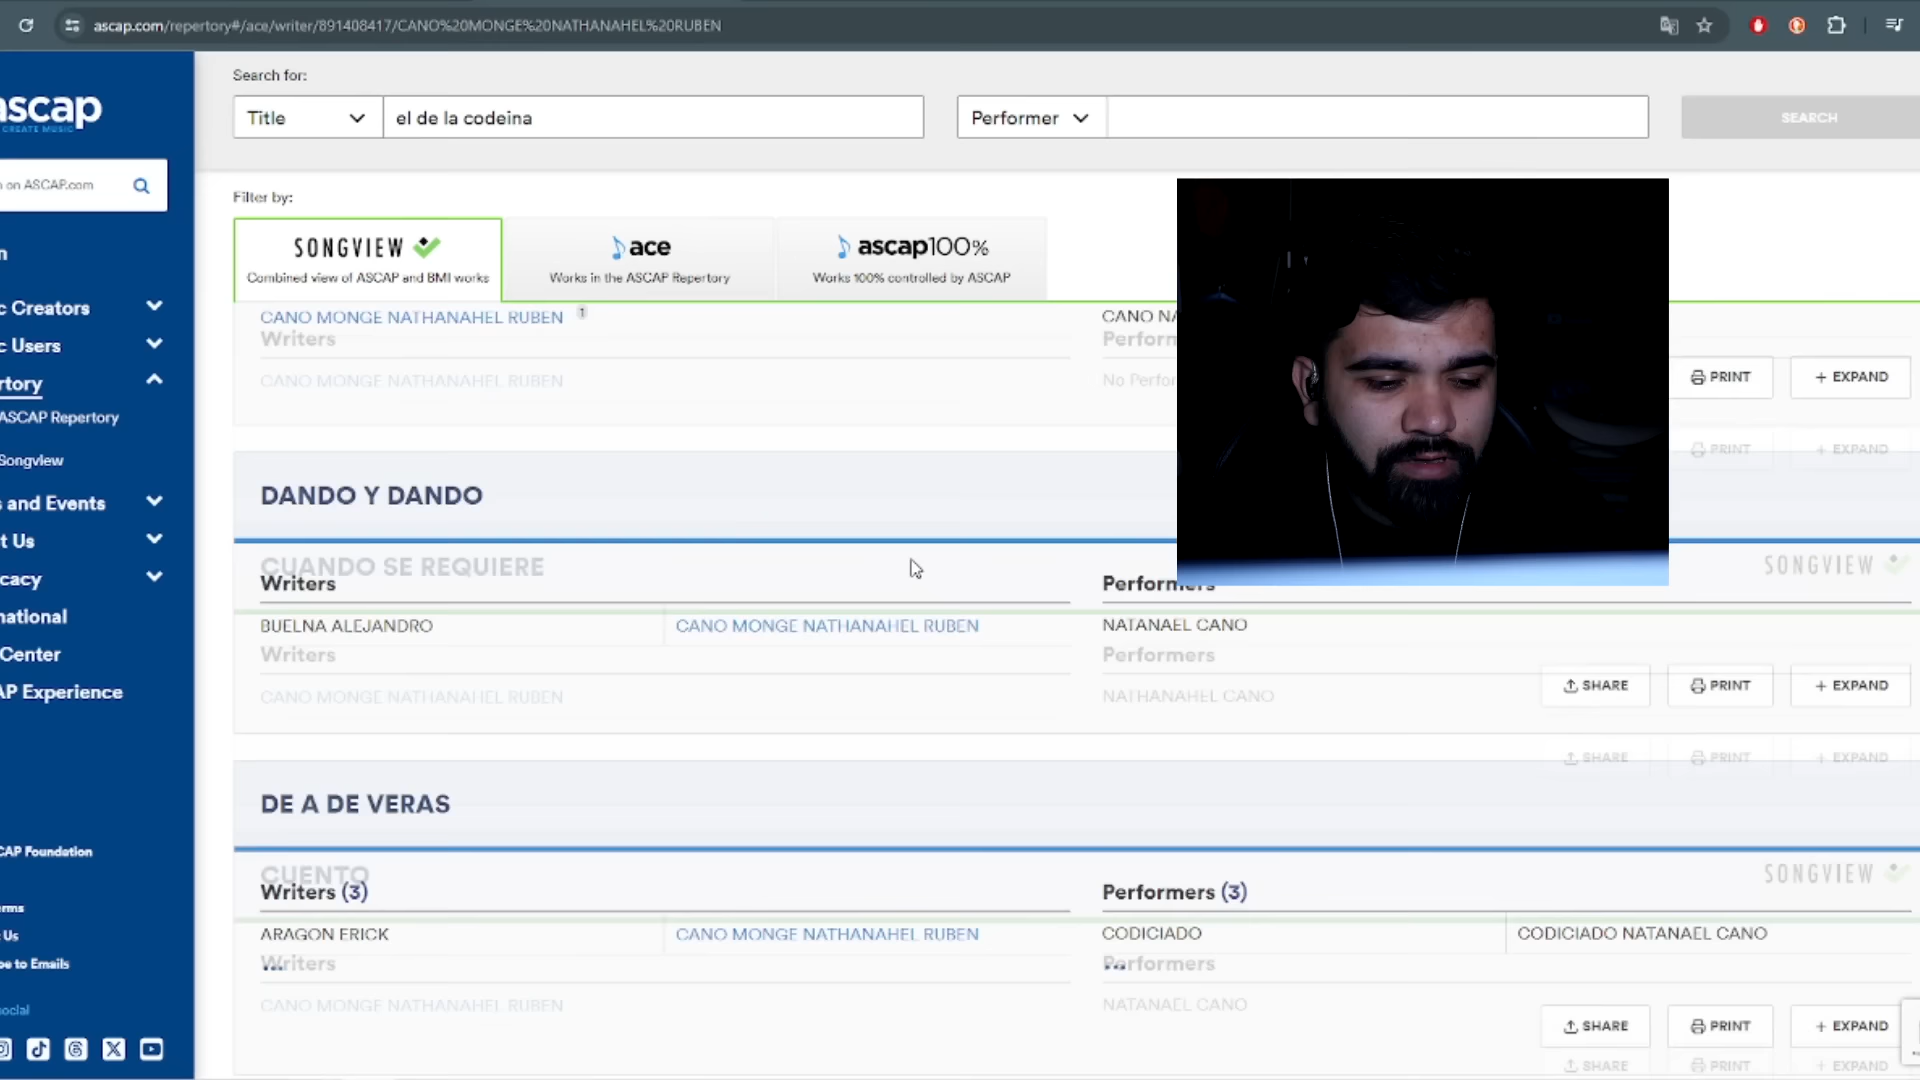 ascap.com/repertory#/ace/writer/891408417/CANO%20MONGE%20NATHANAHEL%20RUBEN
ascap
CREATE MUSIC
on ASCAP.com
c Creators
c Users
rtory
ASCAP Repertory
Songview
s and Events
t Us
cacy
national
Center
AP Experience
CAP Foundation
rms
Us
be to Emails
social
Search for:
Title
el de la codeina
Performer
SEARCH
Filter by:
SONGVIEW
Combined view of ASCAP and BMI works
ace
Works in the ASCAP Repertory
ascap100%
Works 100% controlled by ASCAP
CANO MONGE NATHANAHEL RUBEN 1
CANO NA
Writers
Perform
CANO MONGE NATHANAHEL RUBEN
No Perfor
PRINT
+ EXPAND
PRINT
+ EXPAND
DANDO Y DANDO
CUANDO SE REQUIERE
SONGVIEW
Writers
Performers
BUELNA ALEJANDRO
CANO MONGE NATHANAHEL RUBEN
NATANAEL CANO
Writers
Performers
CANO MONGE NATHANAHEL RUBEN
NATHANAHEL CANO
SHARE
PRINT
+ EXPAND
SHARE
PRINT
+ EXPAND
DE A DE VERAS
CUENTO
SONGVIEW
Writers (3)
Performers (3)
ARAGON ERICK
CANO MONGE NATHANAHEL RUBEN
CODICIADO
CODICIADO NATANAEL CANO
...
Writers
...
Performers
CANO MONGE NATHANAHEL RUBEN
NATANAEL CANO
SHARE
PRINT
+ EXPAND
SHARE
PRINT
+ EXPAND